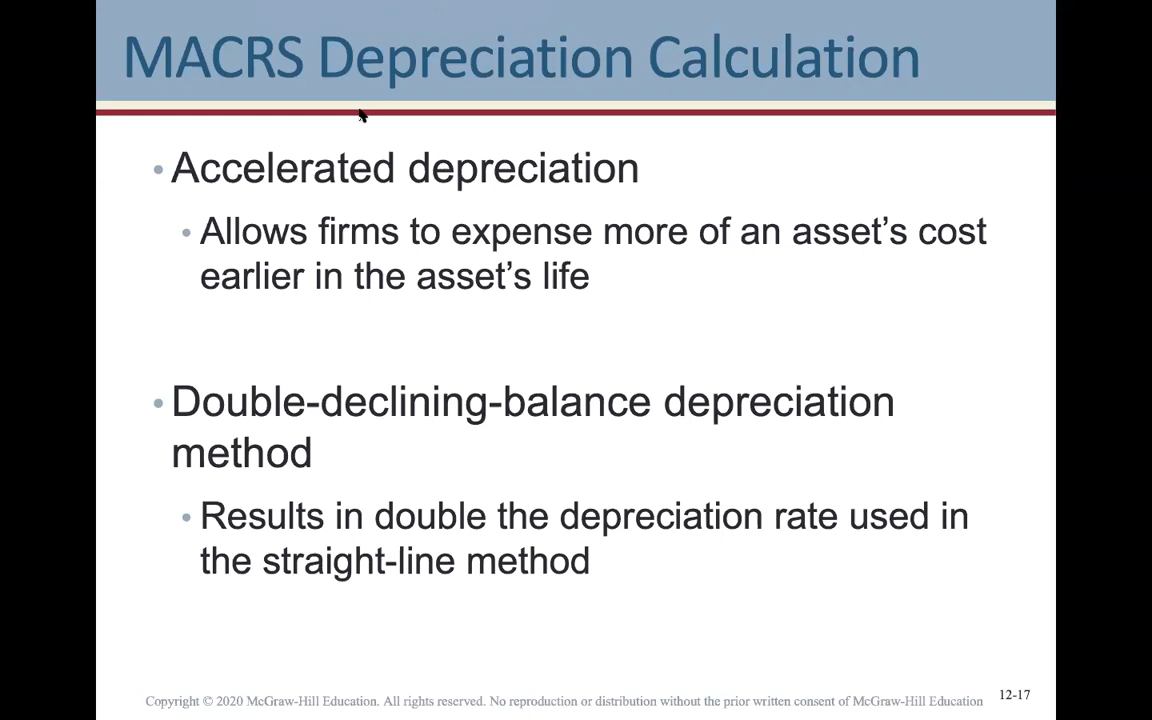 MACRS Depreciation Calculation
• Accelerated depreciation
• Allows firms to expense more of an asset’s cost
earlier in the asset’s life
• Double-declining-balance depreciation
method
• Results in double the depreciation rate used in
the straight-line method
Copyright © 2020 McGraw-Hill Education. All rights reserved. No reproduction or distribution without the prior written consent of McGraw-Hill Education
12-17